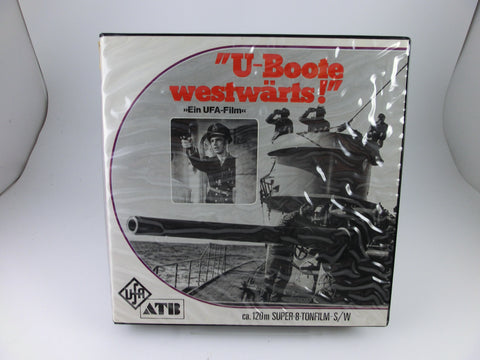 "U-Boote
westwärts!"
»Ein UFA-Film«
UFA
ATB
ca. 120m SUPER-8-TONFILM-S/W